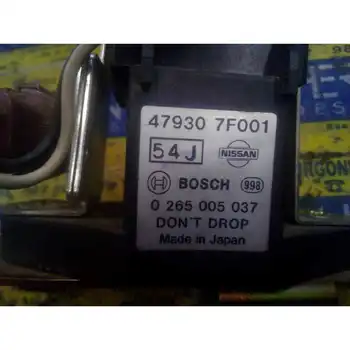 47930 7F001
54J NISSAN
BOSCH 998
0 265 005 037
DON'T DROP
Made in Japan